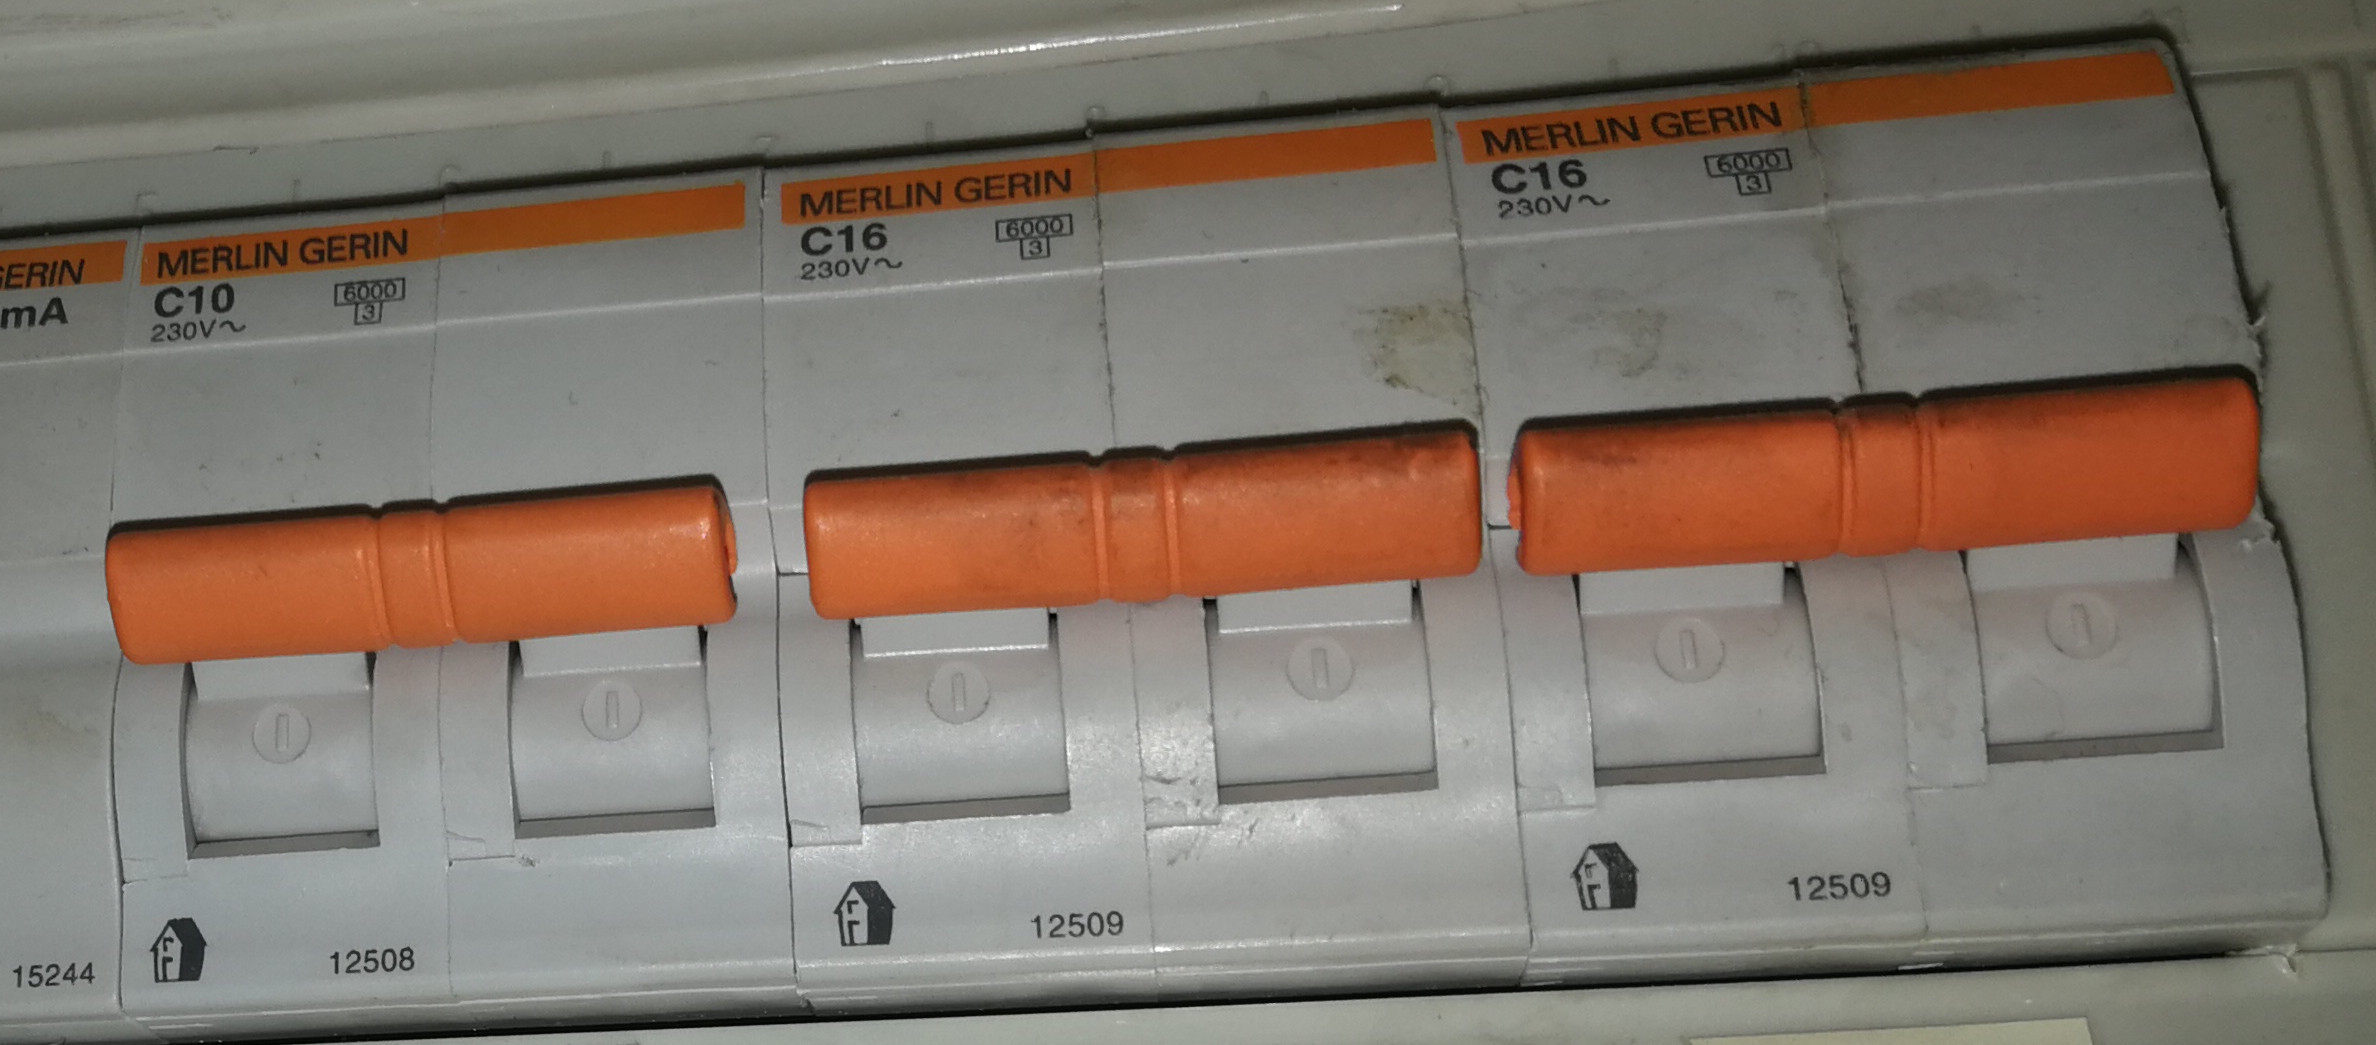 GERIN
mA
15244
MERLIN GERIN
C10
6000
230V~
3
12508
MERLIN GERIN
C16
6000
230V~
3
12509
MERLIN GERIN
C16
6000
230V~
3
12509